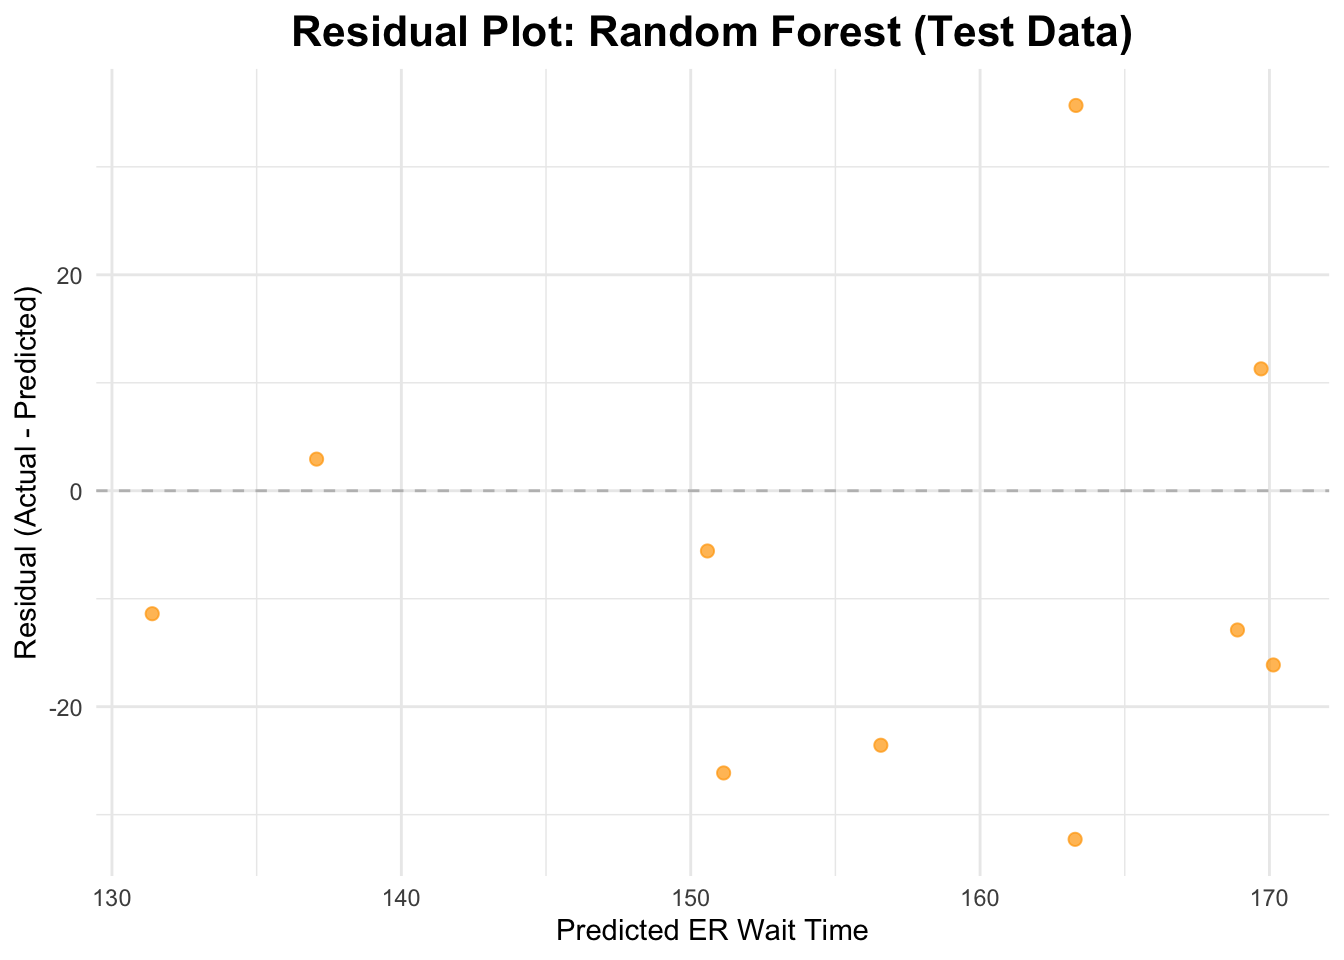 Residual Plot: Random Forest (Test Data)
Residual (Actual - Predicted)
20
0
-20
130 140 150 160 170
Predicted ER Wait Time